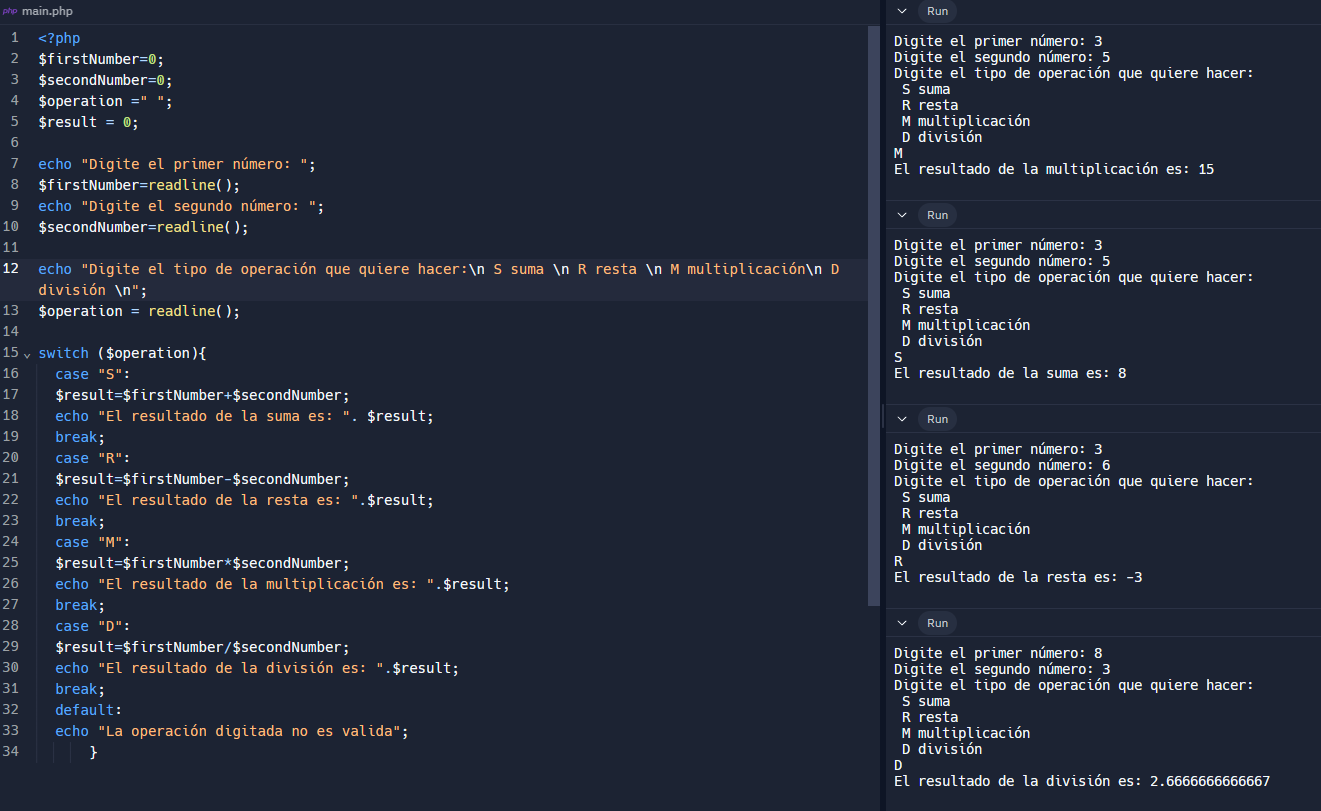 php main.php
1 <?php
2 $firstNumber=0;
3 $secondNumber=0;
4 $operation =" ";
5 $result = 0;
6
7 echo "Digite el primer número: ";
8 $firstNumber=readline();
9 echo "Digite el segundo número: ";
10 $secondNumber=readline();
11
12 echo "Digite el tipo de operación que quiere hacer:\n S suma \n R resta \n M multiplicación\n D
división \n";
13 $operation = readline();
14
15 switch ($operation){
16 case "S":
17 $result=$firstNumber+$secondNumber;
18 echo "El resultado de la suma es: ". $result;
19 break;
20 case "R":
21 $result=$firstNumber-$secondNumber;
22 echo "El resultado de la resta es: ".$result;
23 break;
24 case "M":
25 $result=$firstNumber*$secondNumber;
26 echo "El resultado de la multiplicación es: ".$result;
27 break;
28 case "D":
29 $result=$firstNumber/$secondNumber;
30 echo "El resultado de la división es: ".$result;
31 break;
32 default:
33 echo "La operación digitada no es valida";
34 }
Run
Digite el primer número: 3
Digite el segundo número: 5
Digite el tipo de operación que quiere hacer:
S suma
R resta
M multiplicación
D división
M
El resultado de la multiplicación es: 15
Run
Digite el primer número: 3
Digite el segundo número: 5
Digite el tipo de operación que quiere hacer:
S suma
R resta
M multiplicación
D división
S
El resultado de la suma es: 8
Run
Digite el primer número: 3
Digite el segundo número: 6
Digite el tipo de operación que quiere hacer:
S suma
R resta
M multiplicación
D división
R
El resultado de la resta es: -3
Run
Digite el primer número: 8
Digite el segundo número: 3
Digite el tipo de operación que quiere hacer:
S suma
R resta
M multiplicación
D división
D
El resultado de la división es: 2.6666666666667